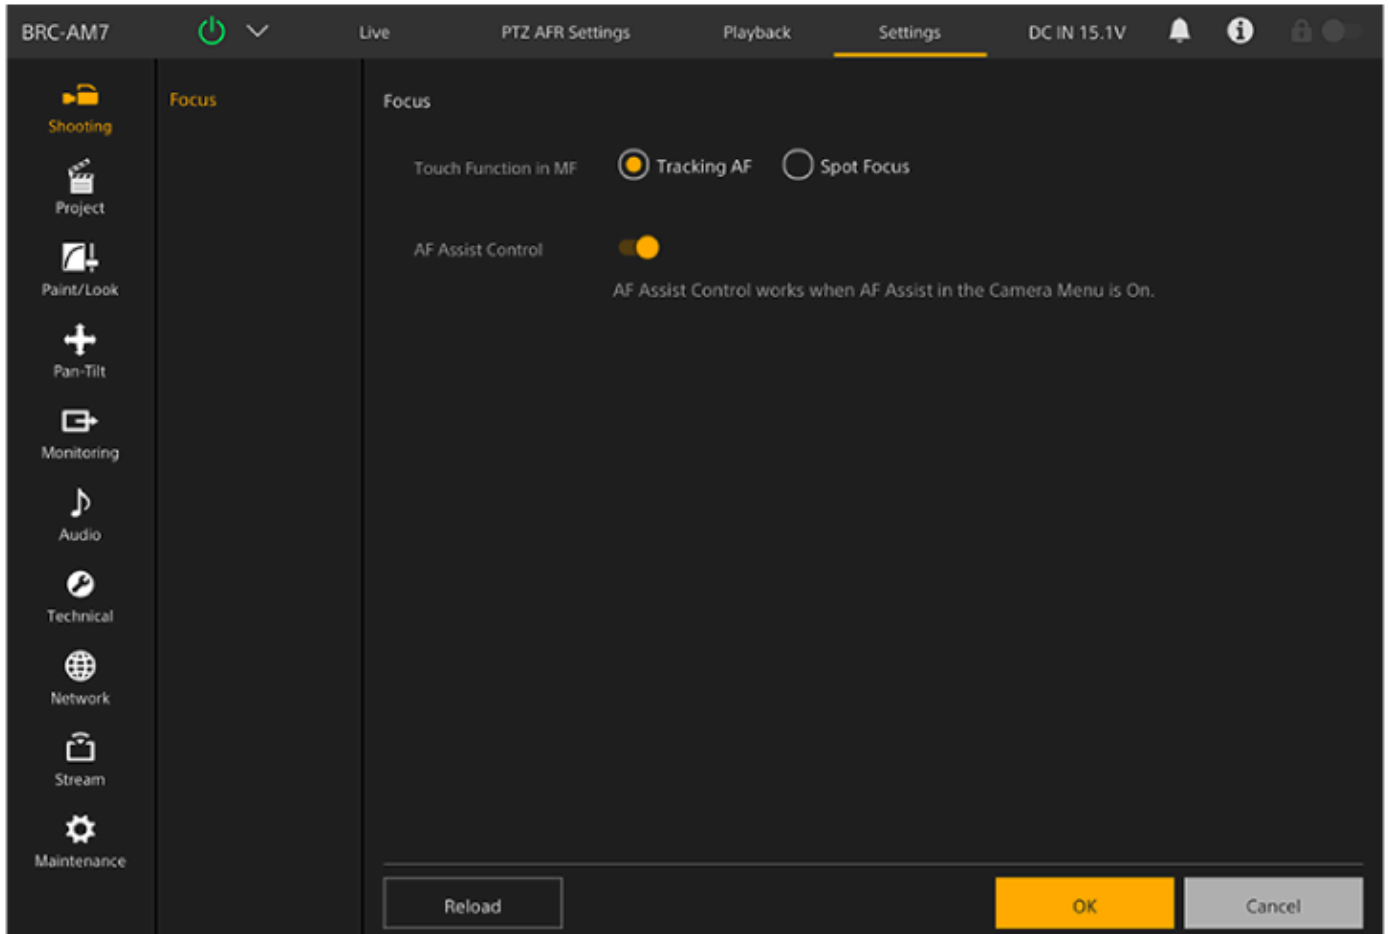 BRC-AM7 Live PTZ AFR Settings Playback Settings DC IN 15.1V
Shooting
Project
Paint/Look
Pan-Tilt
Monitoring
Audio
Technical
Network
Stream
Maintenance
Focus
Focus
Touch Function in MF Tracking AF Spot Focus
AF Assist Control
AF Assist Control works when AF Assist in the Camera Menu is On.
Reload OK Cancel